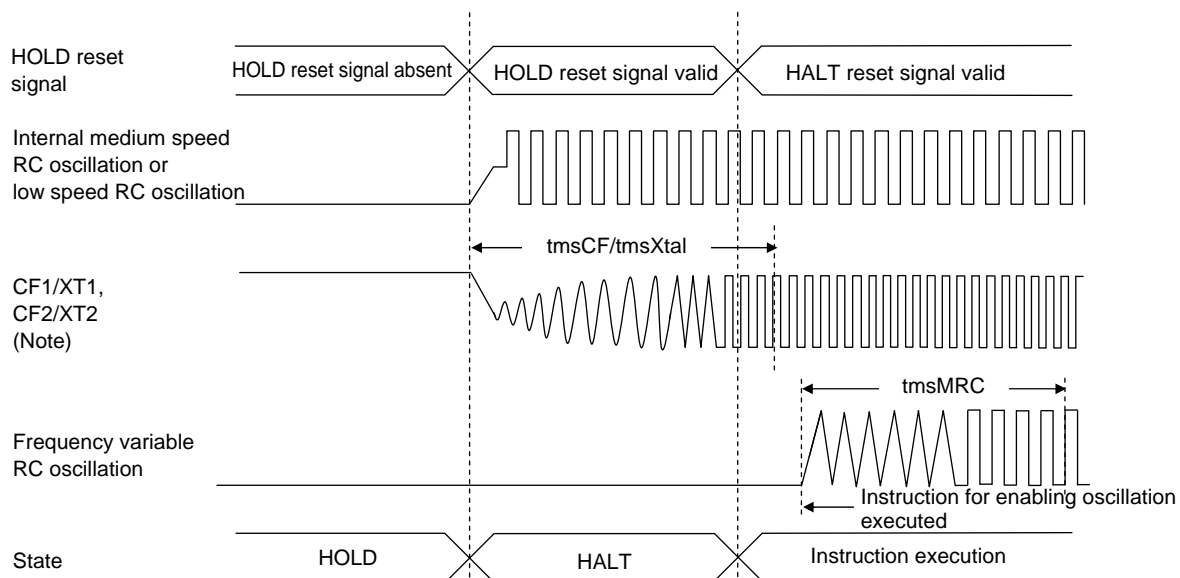 HOLD reset
signal
HOLD reset signal absent
HOLD reset signal valid
HALT reset signal valid
Internal medium speed
RC oscillation or
low speed RC oscillation
tmsCF/tmsXtal
CF1/XT1,
CF2/XT2
(Note)
tmsMRC
Frequency variable
RC oscillation
Instruction for enabling oscillation
executed
State
HOLD
HALT
Instruction execution